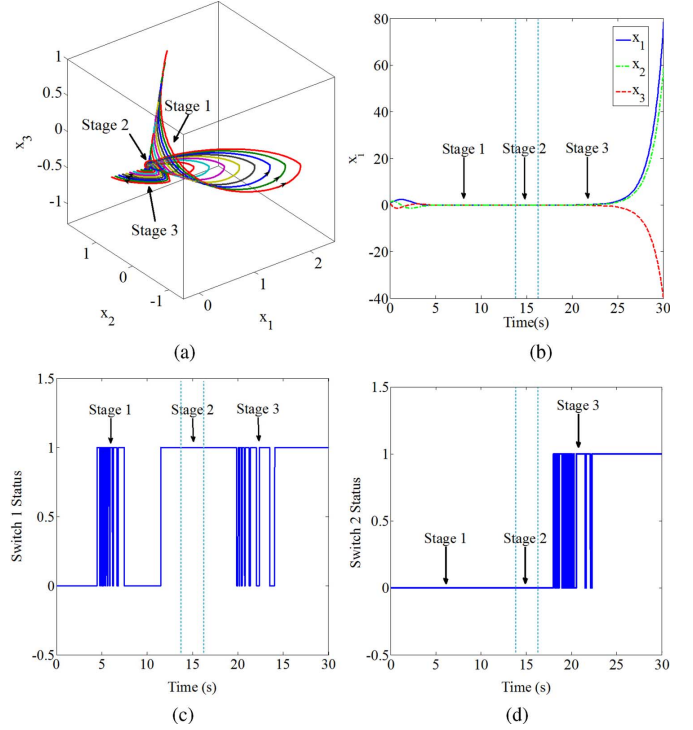 1
0.5
0
-0.5
-1
x3
Stage 1
Stage 2
Stage 3
1
0
-1
x2
0
1
2
x1
(a)
80
60
40
20
0
-20
-40
xi
x1
x2
x3
Stage 1
Stage 2
Stage 3
0
5
10
15
20
25
30
Time(s)
(b)
1.5
1
0.5
0
-0.5
Switch 1 Status
Stage 1
Stage 2
Stage 3
0
5
10
15
20
25
30
Time (s)
(c)
1.5
1
0.5
0
-0.5
Switch 2 Status
Stage 3
Stage 1
Stage 2
0
5
10
15
20
25
30
Time (s)
(d)